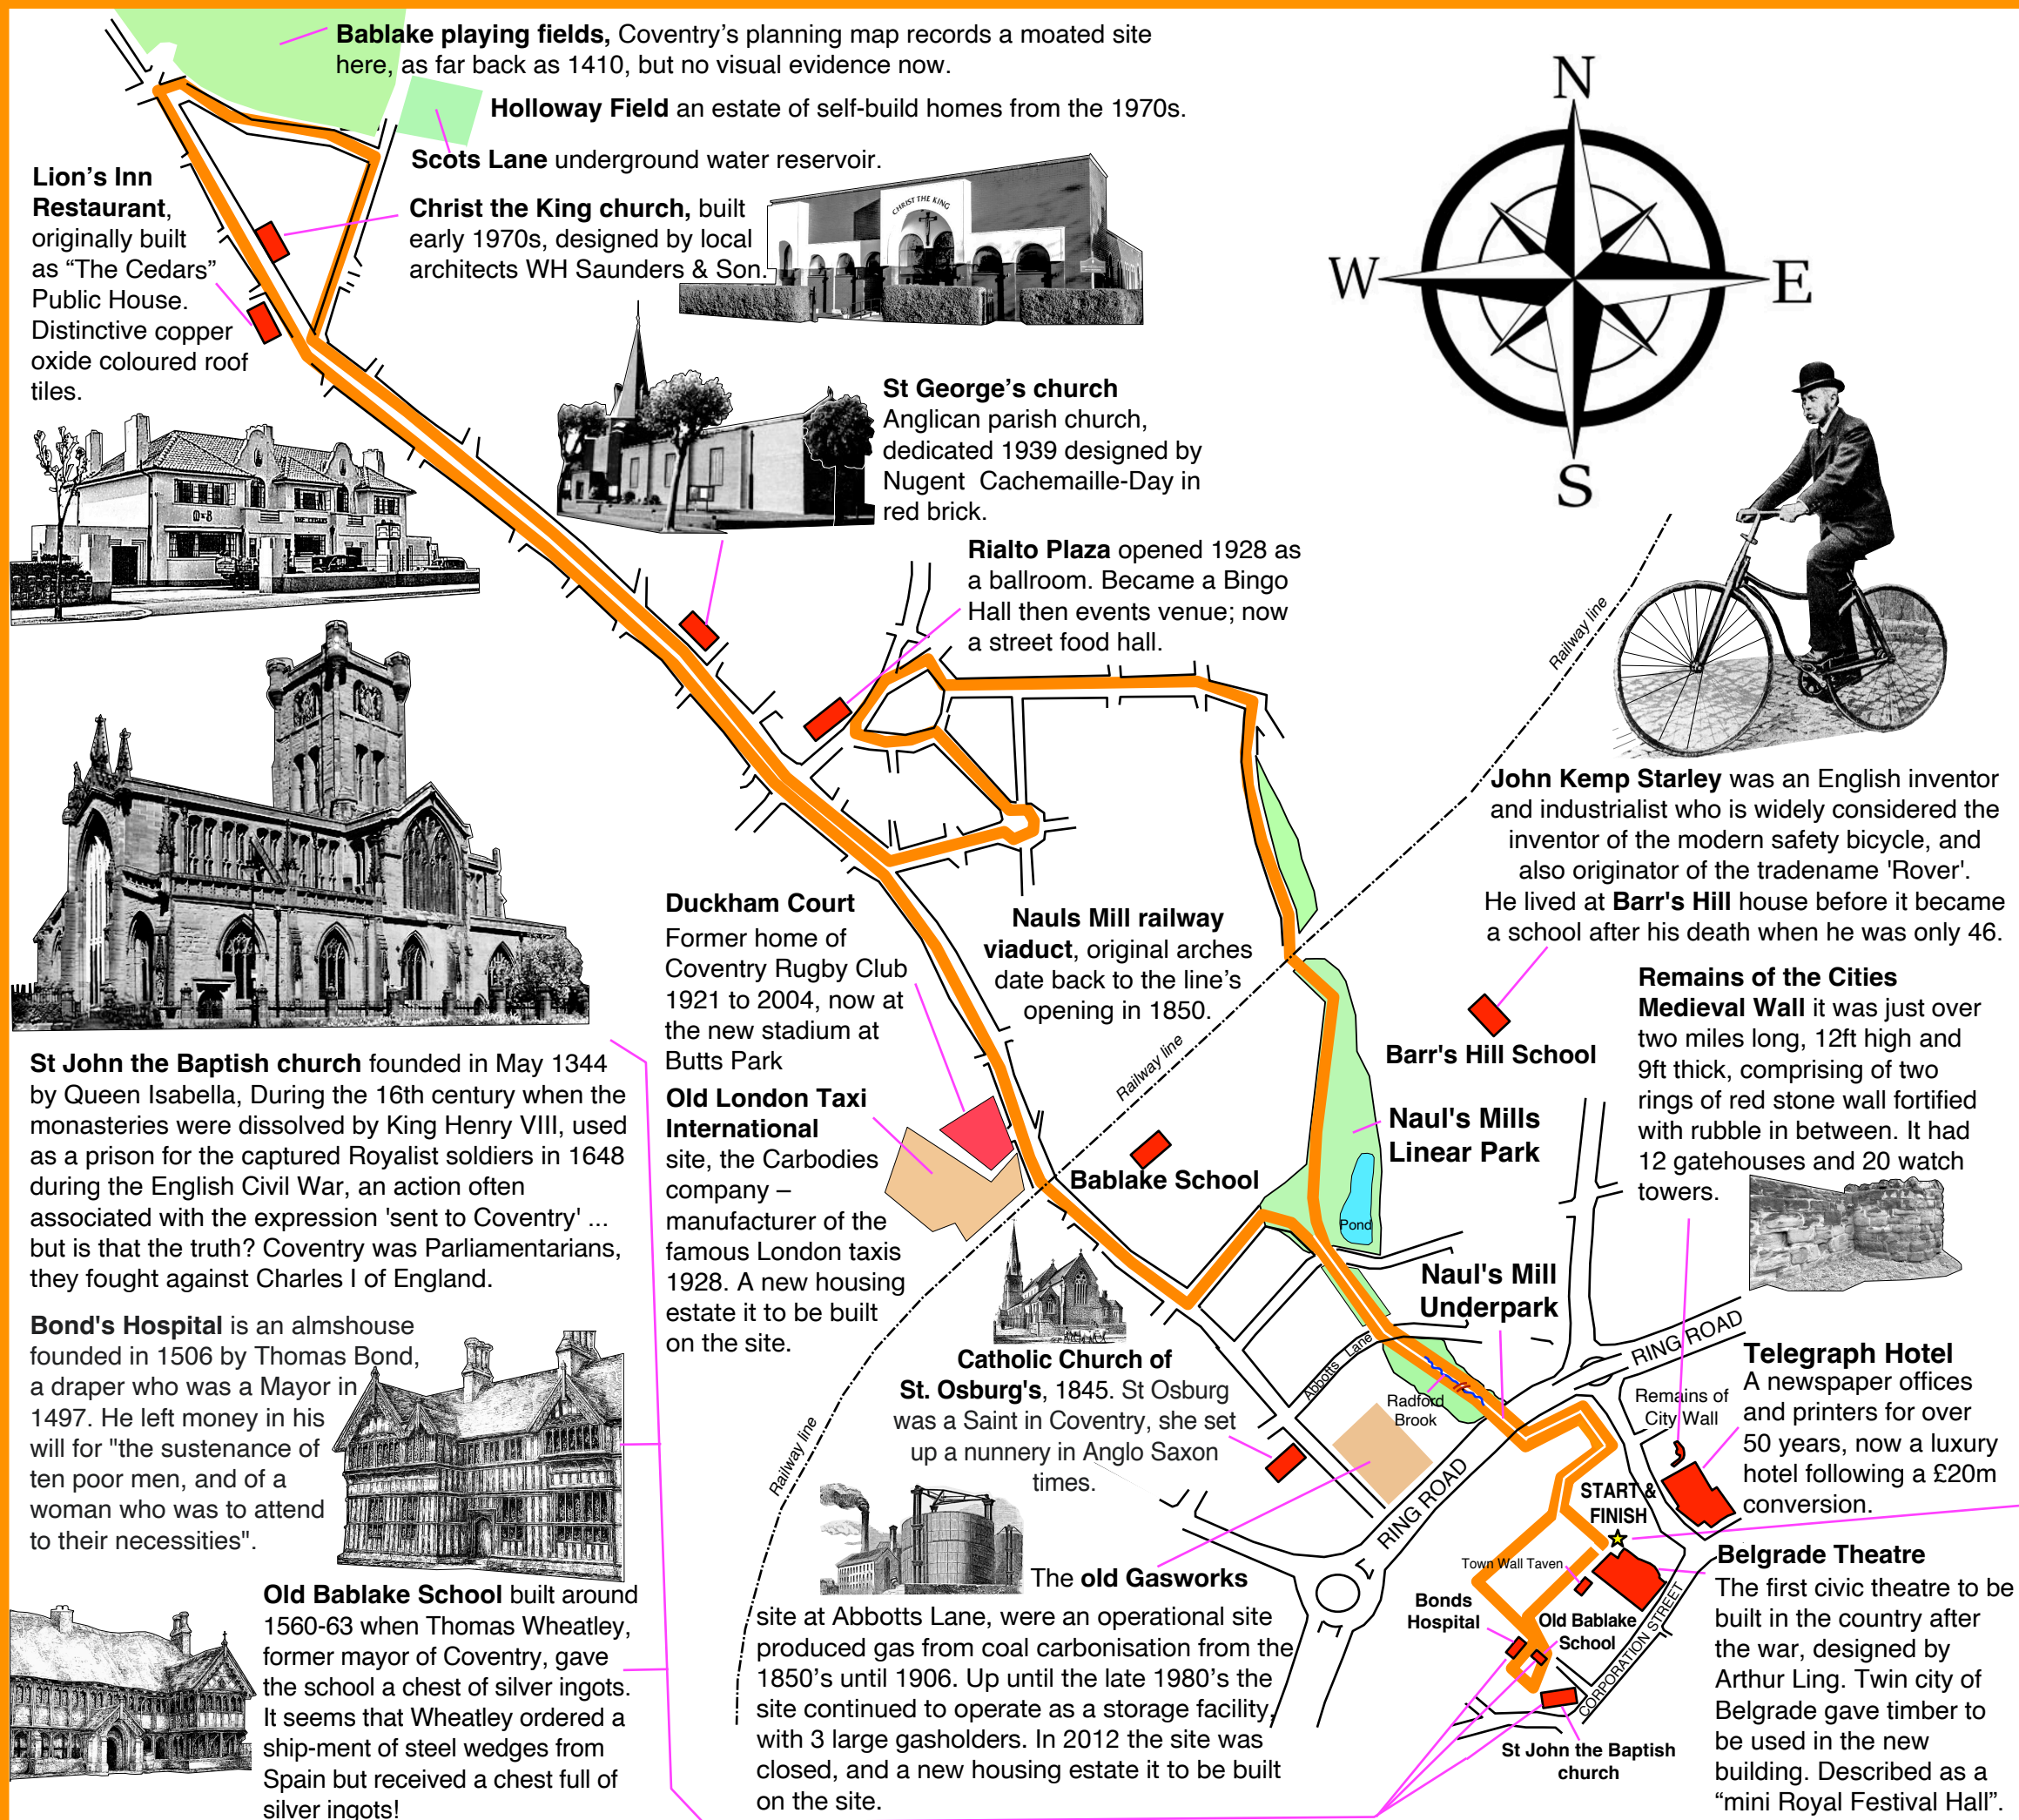 Bablake playing fields, Coventry's planning map records a moated site
here, as far back as 1410, but no visual evidence now.
Holloway Field an estate of self-build homes from the 1970s.
Scots Lane underground water reservoir.
Lion's Inn
Restaurant,
originally built
as “The Cedars”
Public House.
Distinctive copper
oxide coloured roof
tiles.
Christ the King church, built
early 1970s, designed by local
architects WH Saunders & Son.
CHRIST THE KING
N
W
E
S
St George's church
Anglican parish church,
dedicated 1939 designed by
Nugent Cachemaille-Day in
red brick.
M&B
THE CEDARS
Rialto Plaza opened 1928 as
a ballroom. Became a Bingo
Hall then events venue; now
a street food hall.
Railway line
John Kemp Starley was an English inventor
and industrialist who is widely considered the
inventor of the modern safety bicycle, and
also originator of the tradename 'Rover'.
He lived at Barr's Hill house before it became
a school after his death when he was only 46.
Duckham Court
Former home of
Coventry Rugby Club
1921 to 2004, now at
the new stadium at
Butts Park
Nauls Mill railway
viaduct, original arches
date back to the line's
opening in 1850.
Railway line
Barr's Hill School
Remains of the Cities
Medieval Wall it was just over
two miles long, 12ft high and
9ft thick, comprising of two
rings of red stone wall fortified
with rubble in between. It had
12 gatehouses and 20 watch
towers.
St John the Baptish church founded in May 1344
by Queen Isabella, During the 16th century when the
monasteries were dissolved by King Henry VIII, used
as a prison for the captured Royalist soldiers in 1648
during the English Civil War, an action often
associated with the expression 'sent to Coventry' ...
but is that the truth? Coventry was Parliamentarians,
they fought against Charles I of England.
Old London Taxi
International
site, the Carbodies
company –
manufacturer of the
famous London taxis
1928. A new housing
estate it to be built
on the site.
Bablake School
Naul's Mills
Linear Park
Pond
Naul's Mill
Underpark
Bond's Hospital is an almshouse
founded in 1506 by Thomas Bond,
a draper who was a Mayor in
1497. He left money in his
will for "the sustenance of
ten poor men, and of a
woman who was to attend
to their necessities".
Catholic Church of
St. Osburg's, 1845. St Osburg
was a Saint in Coventry, she set
up a nunnery in Anglo Saxon
times.
Abbotts Lane
Radford
Brook
RING ROAD
Remains of
City Wall
Telegraph Hotel
A newspaper offices
and printers for over
50 years, now a luxury
hotel following a £20m
conversion.
Railway line
RING ROAD
START &
FINISH
Town Wall Taven
Belgrade Theatre
The first civic theatre to be
built in the country after
the war, designed by
Arthur Ling. Twin city of
Belgrade gave timber to
be used in the new
building. Described as a
“mini Royal Festival Hall”.
Old Bablake School built around
1560-63 when Thomas Wheatley,
former mayor of Coventry, gave
the school a chest of silver ingots.
It seems that Wheatley ordered a
ship-ment of steel wedges from
Spain but received a chest full of
silver ingots!
The old Gasworks
site at Abbotts Lane, were an operational site
produced gas from coal carbonisation from the
1850's until 1906. Up until the late 1980's the
site continued to operate as a storage facility,
with 3 large gasholders. In 2012 the site was
closed, and a new housing estate it to be built
on the site.
Bonds
Hospital
Old Bablake
School
CORPORATION STREET
St John the Baptish
church